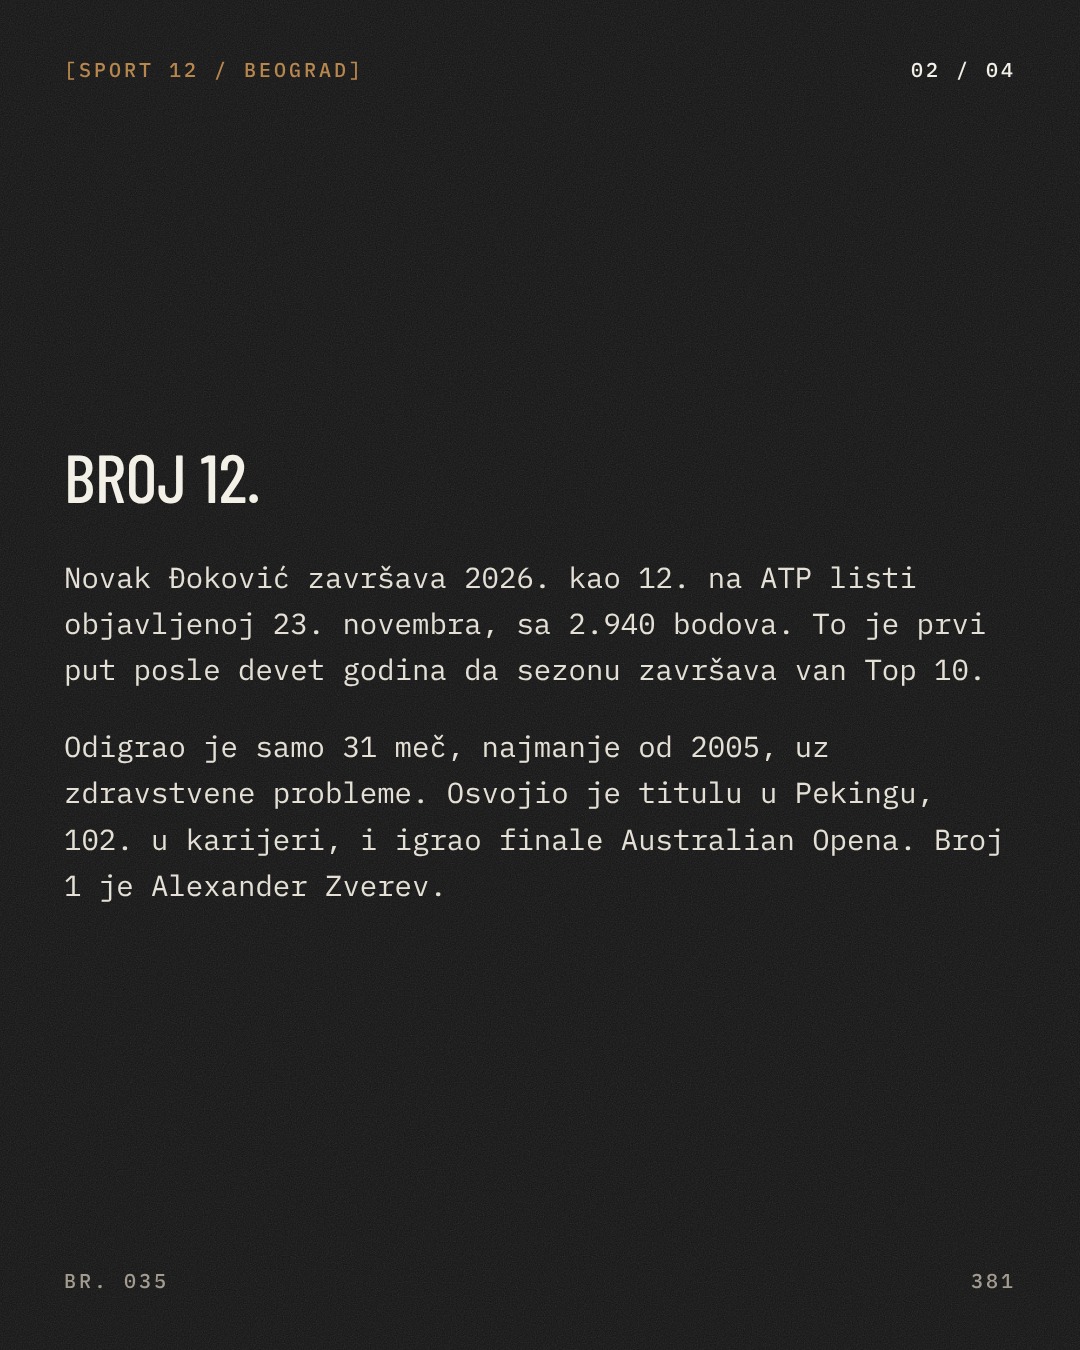 [SPORT 12 / BEOGRAD]
02 / 04
BROJ 12.
Novak Đoković završava 2026. kao 12. na ATP listi
objavljenoj 23. novembra, sa 2.940 bodova. To je prvi
put posle devet godina da sezonu završava van Top 10.
Odigrao je samo 31 meč, najmanje od 2005, uz
zdravstvene probleme. Osvojio je titulu u Pekingu,
102. u karijeri, i igrao finale Australian Opena. Broj
1 je Alexander Zverev.
BR. 035
381